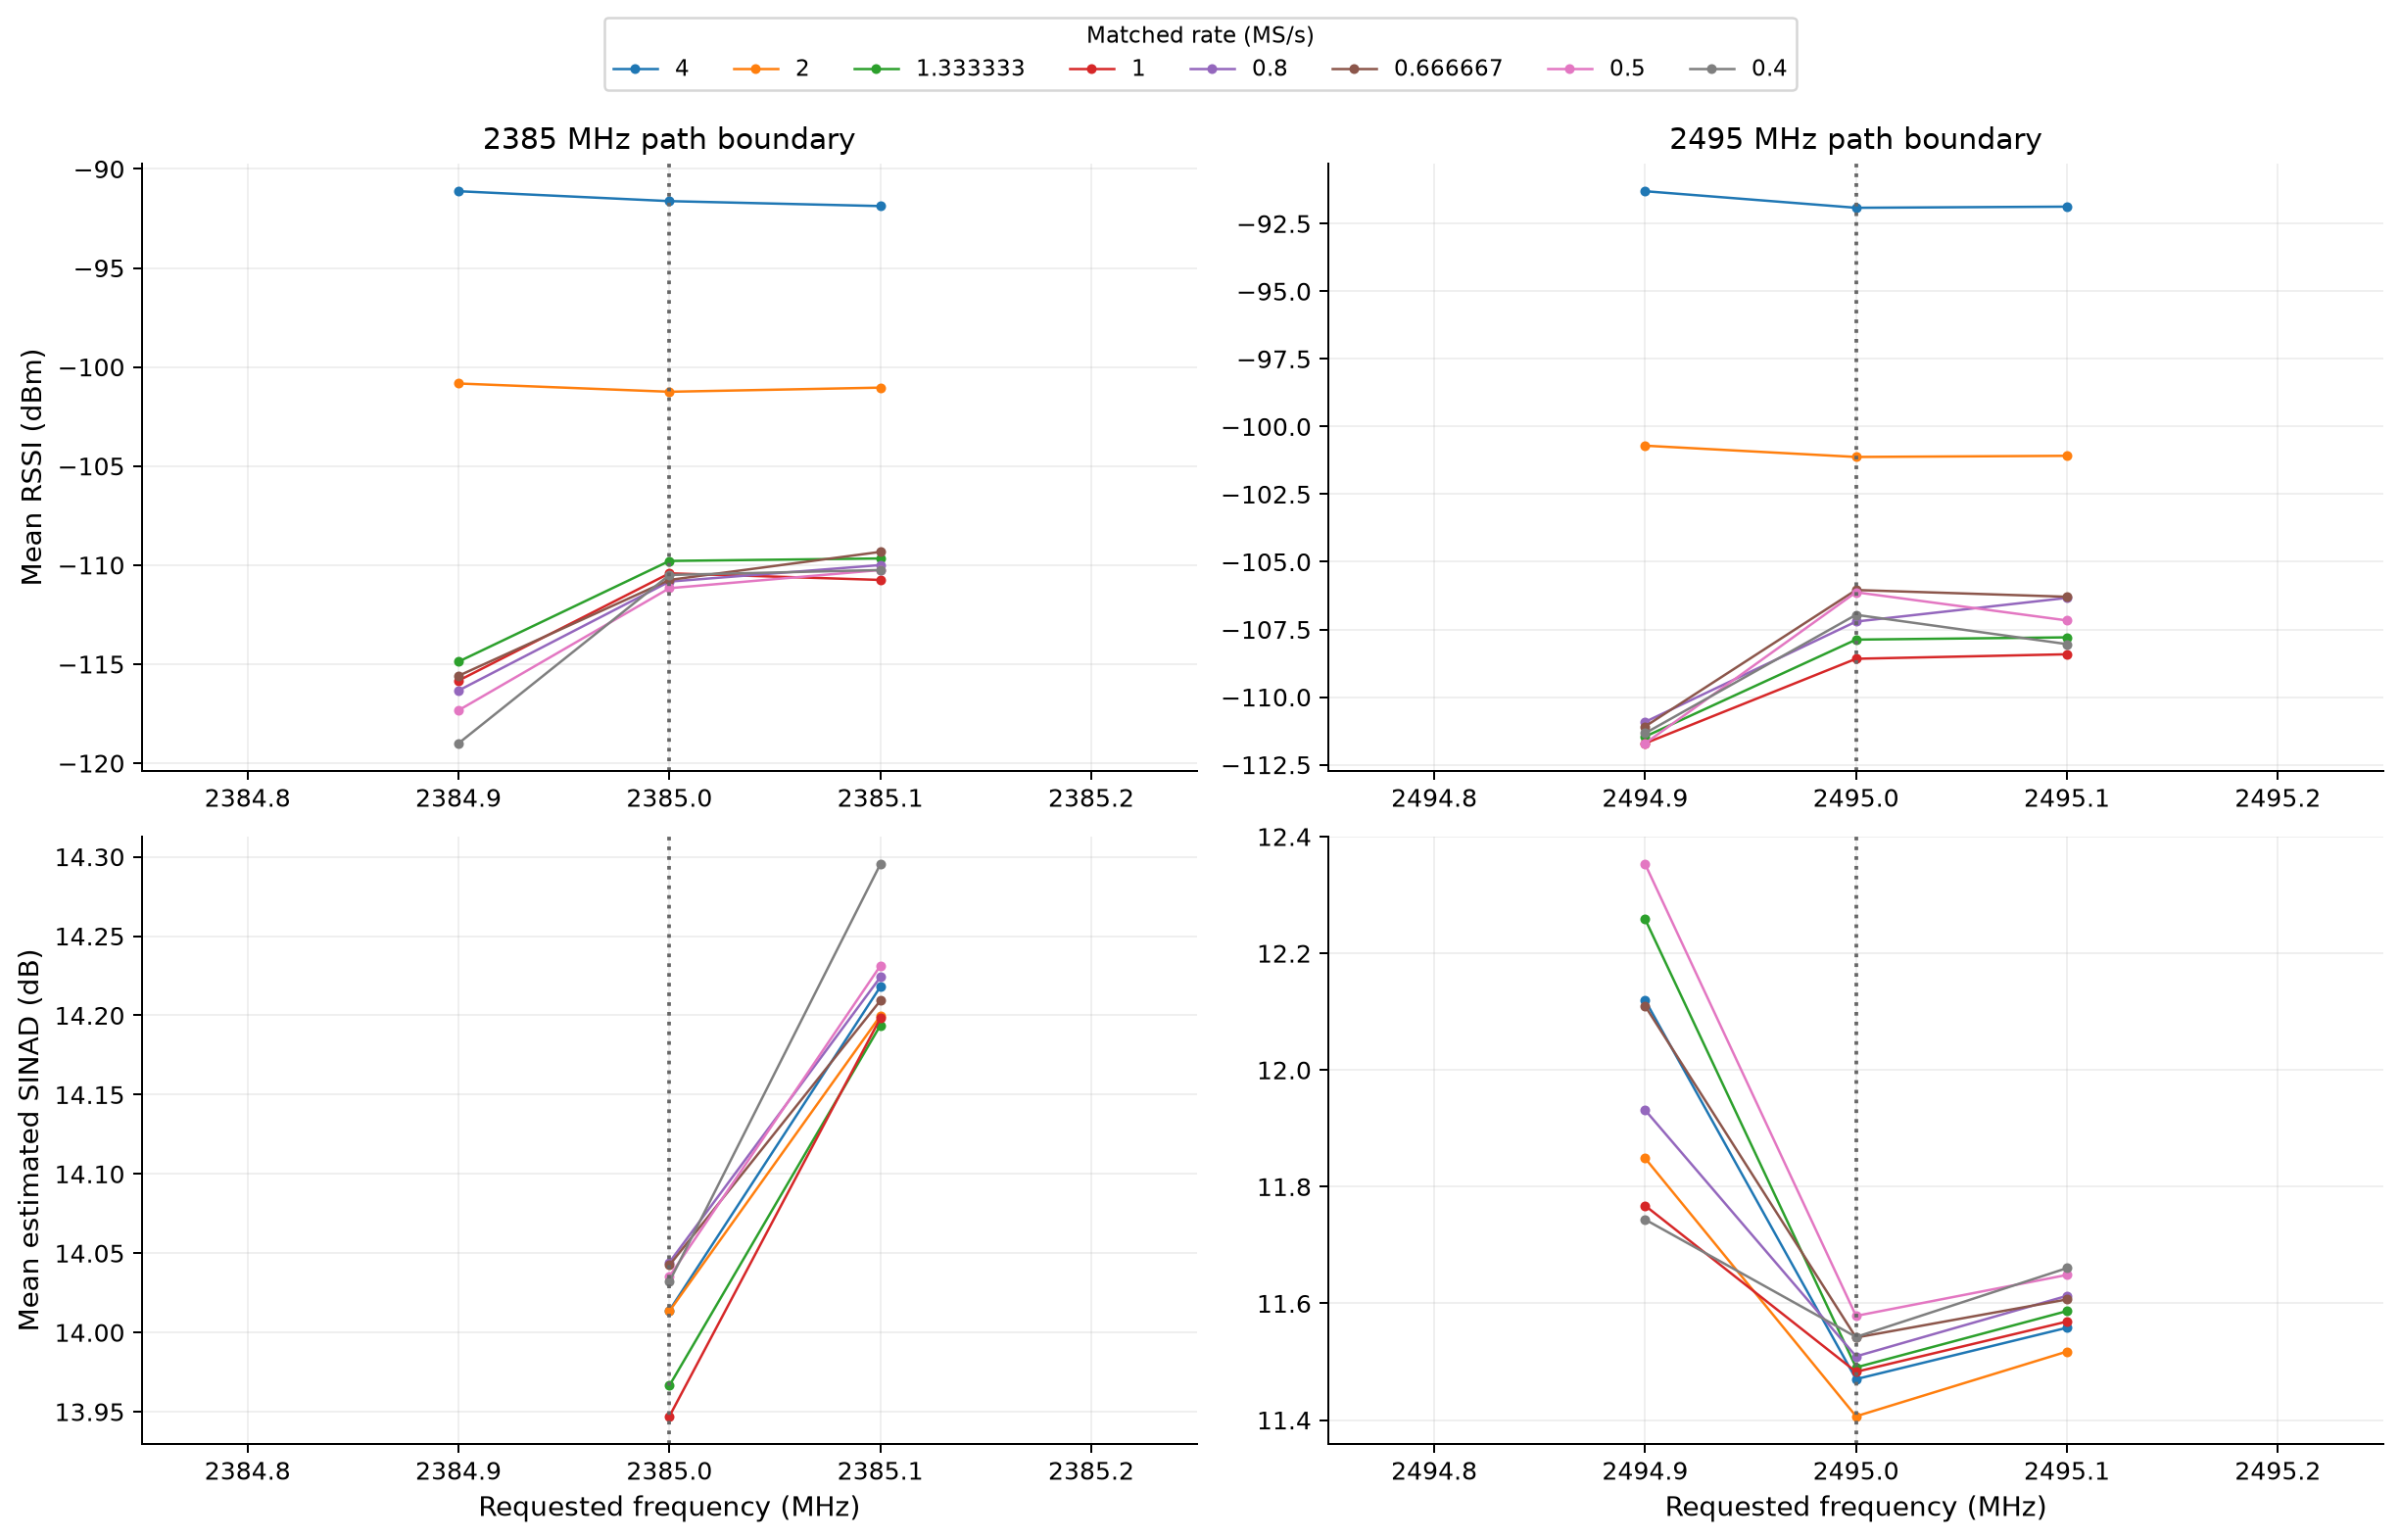 Matched rate (MS/s)
4 2 1.333333 1 0.8 0.666667 0.5 0.4
2385 MHz path boundary
−90
−95
−100
−105
−110
−115
−120
Mean RSSI (dBm)
2384.8 2384.9 2385.0 2385.1 2385.2
2495 MHz path boundary
−92.5
−95.0
−97.5
−100.0
−102.5
−105.0
−107.5
−110.0
−112.5
2494.8 2494.9 2495.0 2495.1 2495.2
14.30
14.25
14.20
14.15
14.10
14.05
14.00
13.95
Mean estimated SINAD (dB)
2384.8 2384.9 2385.0 2385.1 2385.2
Requested frequency (MHz)
12.4
12.2
12.0
11.8
11.6
11.4
2494.8 2494.9 2495.0 2495.1 2495.2
Requested frequency (MHz)